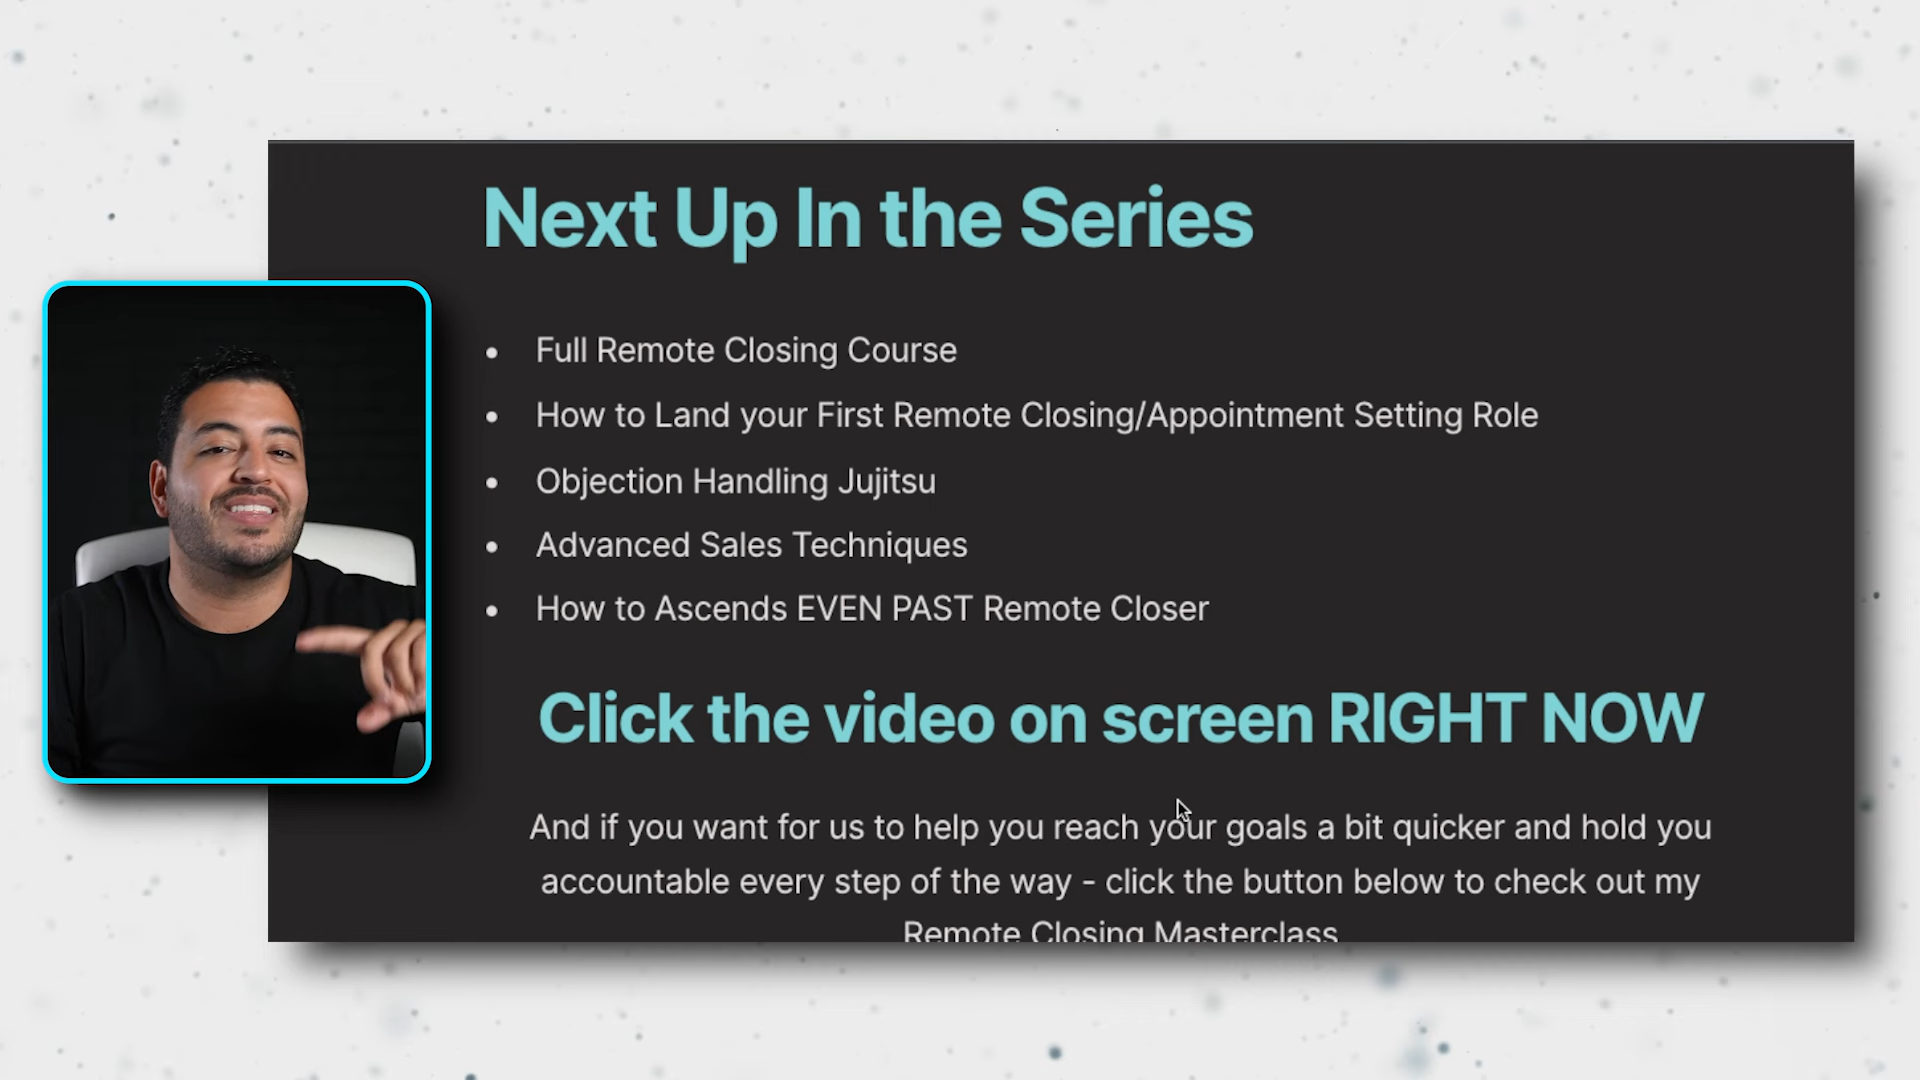 Next Up In the Series
Full Remote Closing Course
How to Land your First Remote Closing/Appointment Setting Role
Objection Handling Jujitsu
Advanced Sales Techniques
How to Ascends EVEN PAST Remote Closer
Click the video on screen RIGHT NOW
And if you want for us to help you reach your goals a bit quicker and hold you
accountable every step of the way - click the button below to check out my
Remote Closing Masterclass